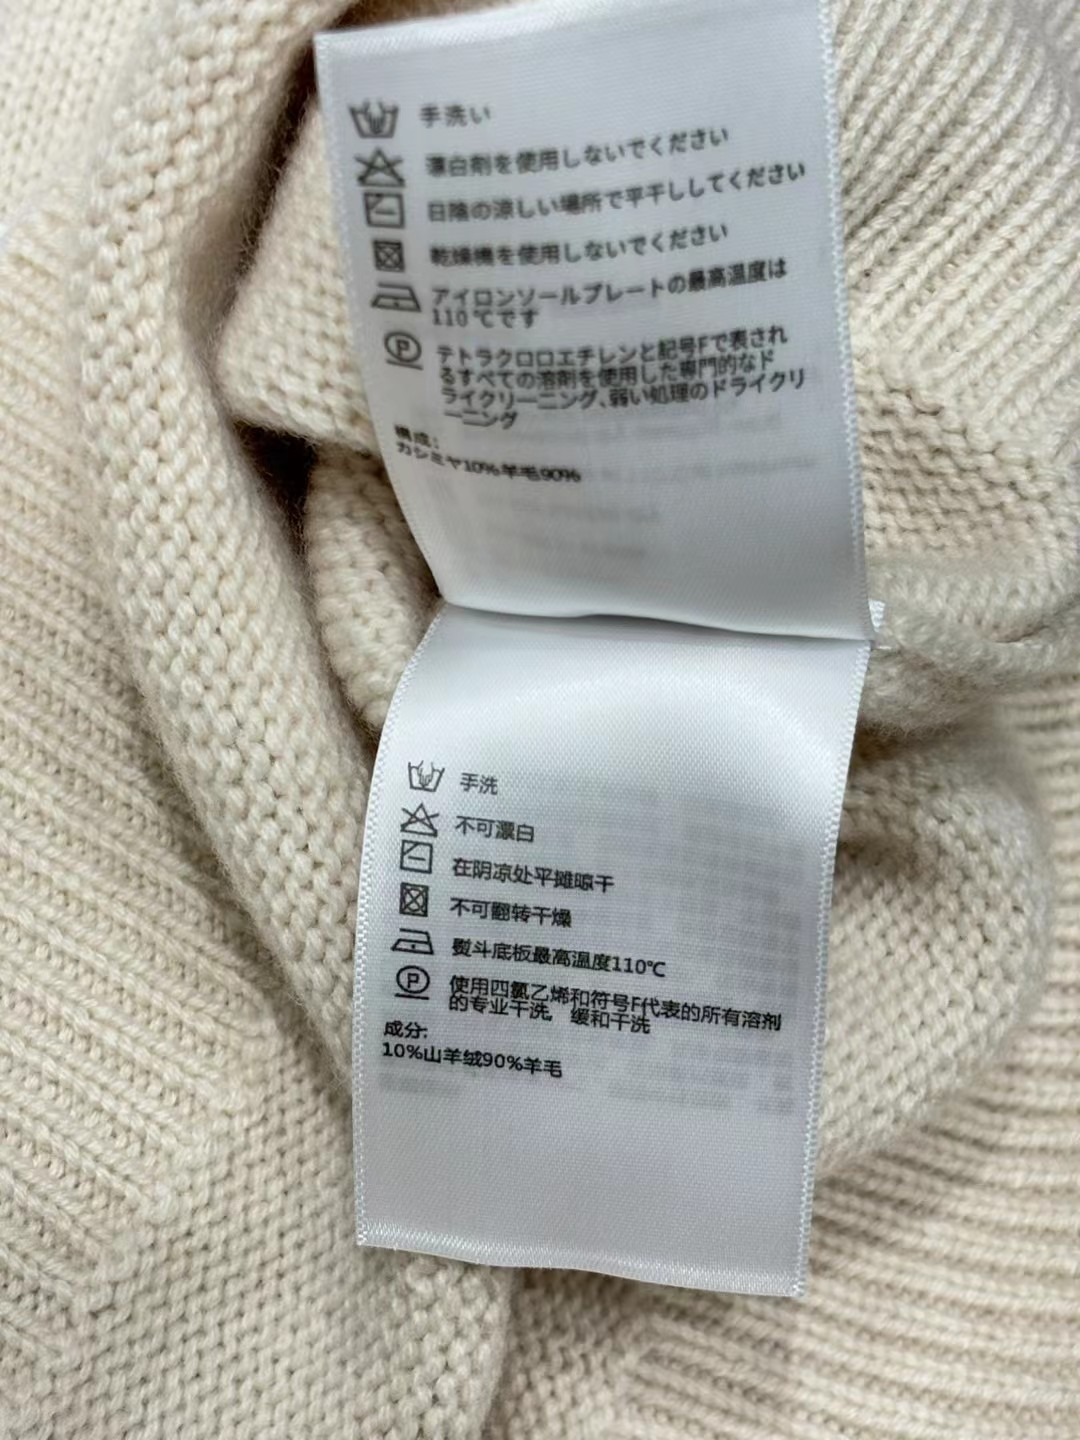 手洗い
漂白剤を使用しないでください
日陰の涼しい場所で平干ししてください
乾燥機を使用しないでください
アイロンソールプレートの最高温度は
110℃です
P
テトラクロロエチレンと記号Fで表され
るすべての溶剤を使用した専門的なド
ライクリーニング、弱い処理のドライクリ
ーニング
構成:
カシミヤ10%羊毛90%
手洗
不可漂白
在阴凉处平摊晾干
不可翻转干燥
熨斗底板最高温度110℃
P
使用四氯乙烯和符号F代表的所有溶剂
的专业干洗，缓和干洗
成分:
10%山羊绒90%羊毛